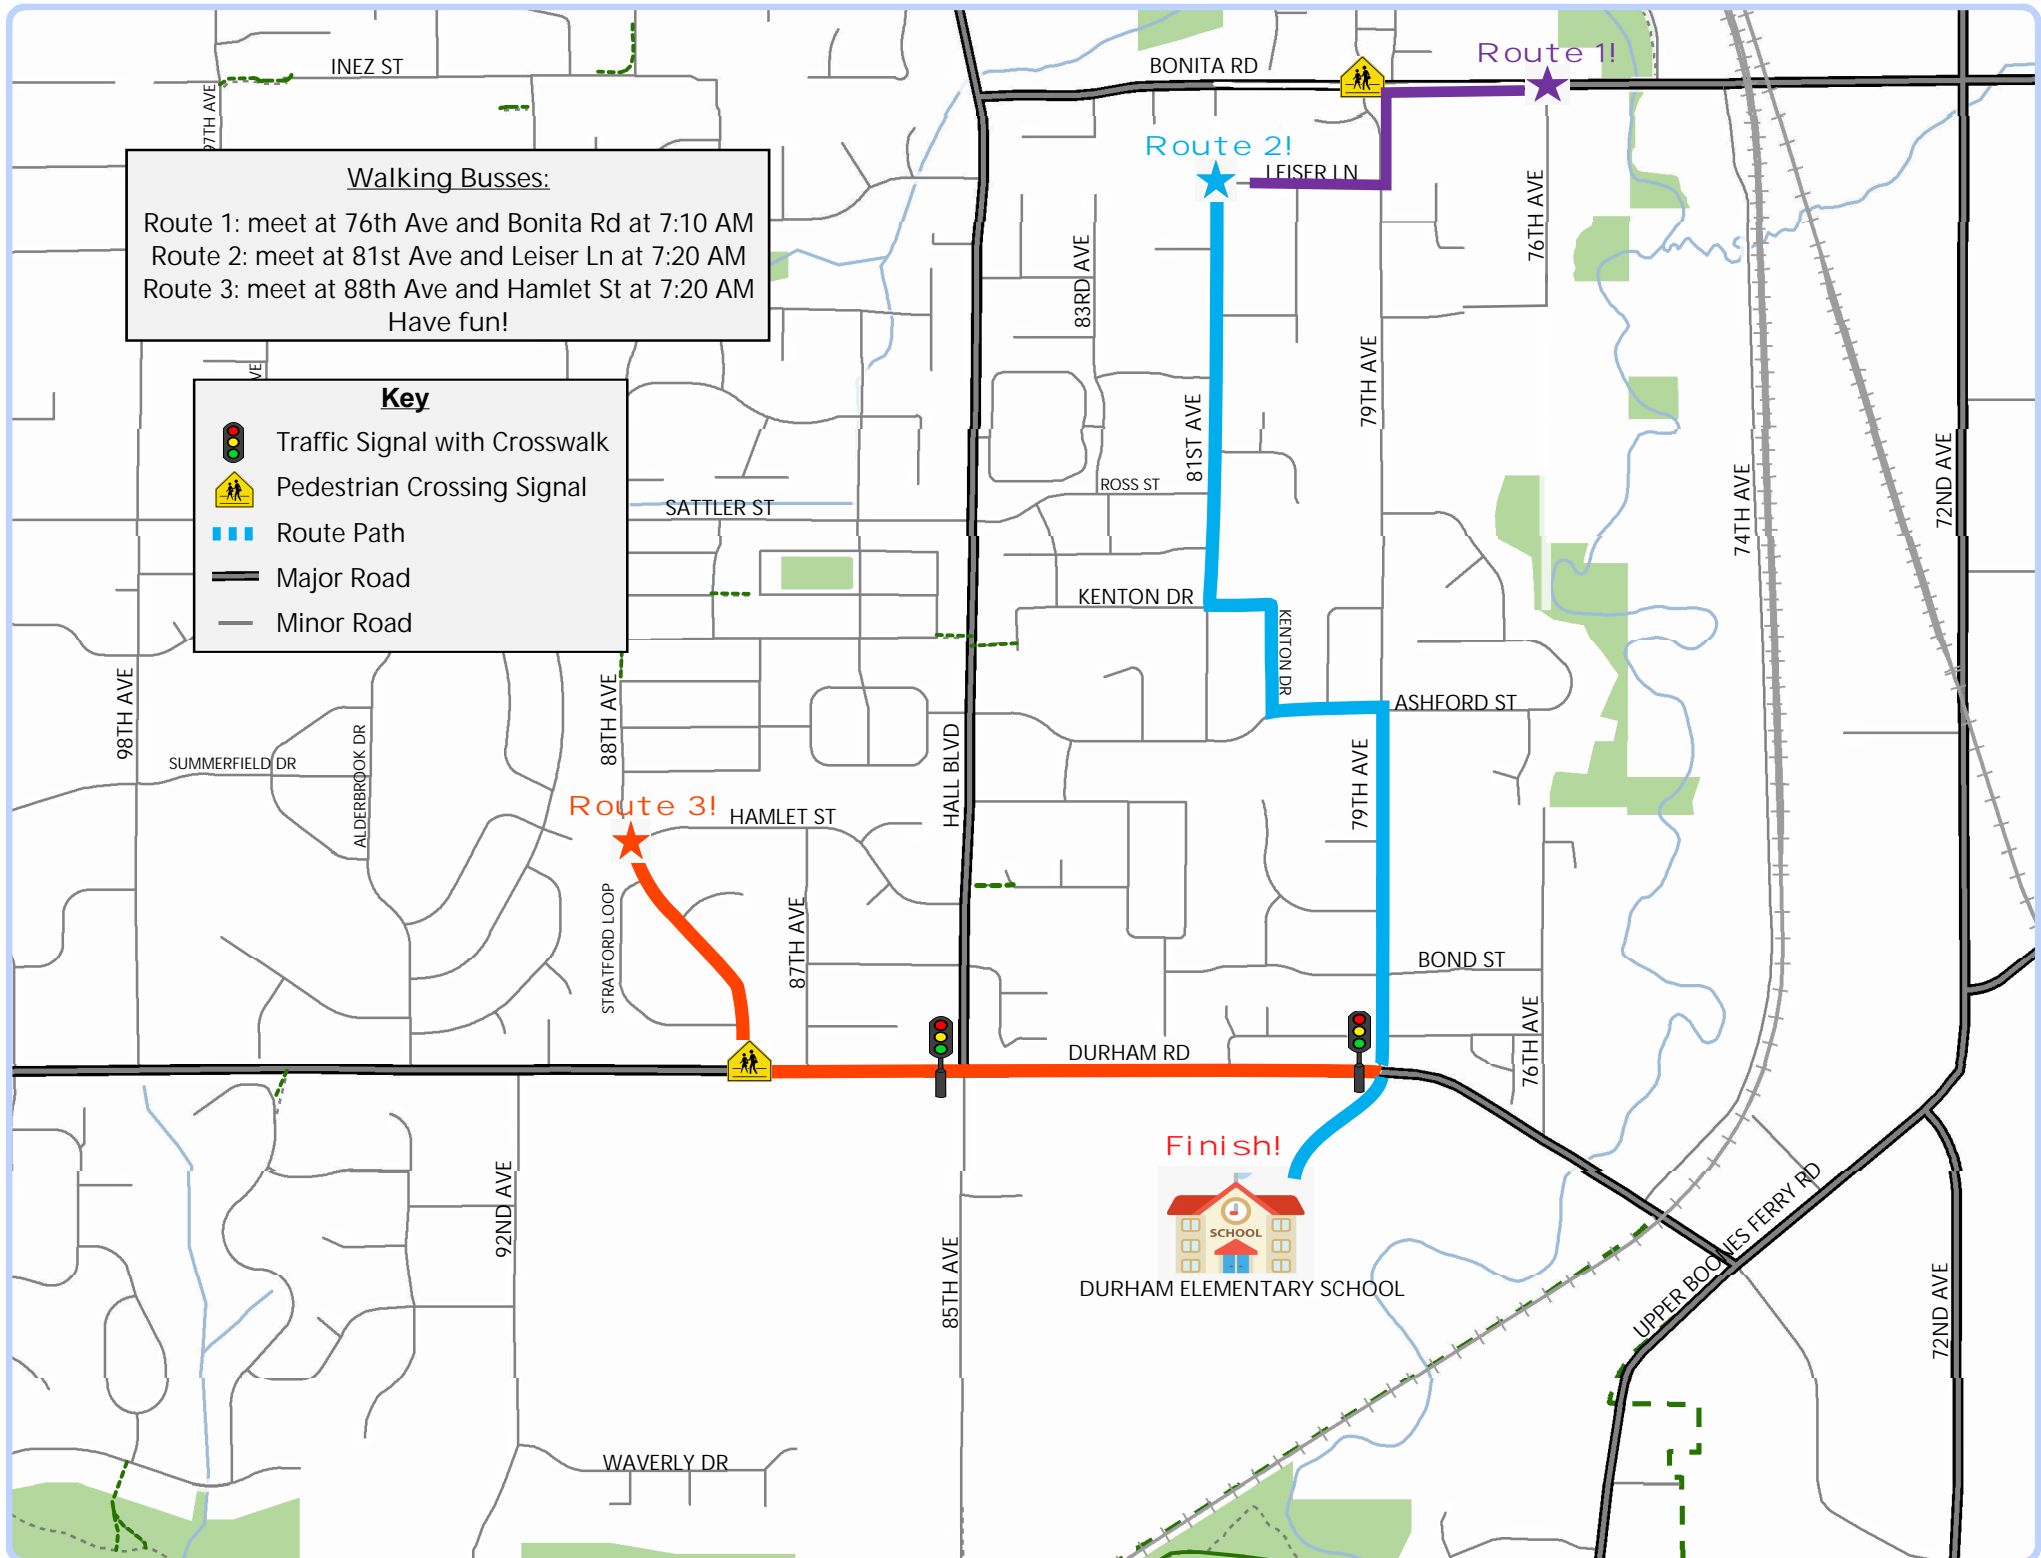 Route 1!
BONITA RD
INEZ ST
97TH AVE
Route 2!
LEISER LN
Walking Busses:
Route 1: meet at 76th Ave and Bonita Rd at 7:10 AM
Route 2: meet at 81st Ave and Leiser Ln at 7:20 AM
Route 3: meet at 88th Ave and Hamlet St at 7:20 AM
Have fun!
76TH AVE
83RD AVE
79TH AVE
VE
Key
Traffic Signal with Crosswalk
Pedestrian Crossing Signal
Route Path
Major Road
Minor Road
81ST AVE
ROSS ST
SATTLER ST
74TH AVE
72ND AVE
KENTON DR
KENTON DR
ASHFORD ST
98TH AVE
88TH AVE
SUMMERFIELD DR
ALDERBROOK DR
HALL BLVD
79TH AVE
Route 3!
HAMLET ST
STRATFORD LOOP
87TH AVE
BOND ST
76TH AVE
DURHAM RD
Finish!
SCHOOL
DURHAM ELEMENTARY SCHOOL
92ND AVE
85TH AVE
UPPER BOONES FERRY RD
72ND AVE
WAVERLY DR